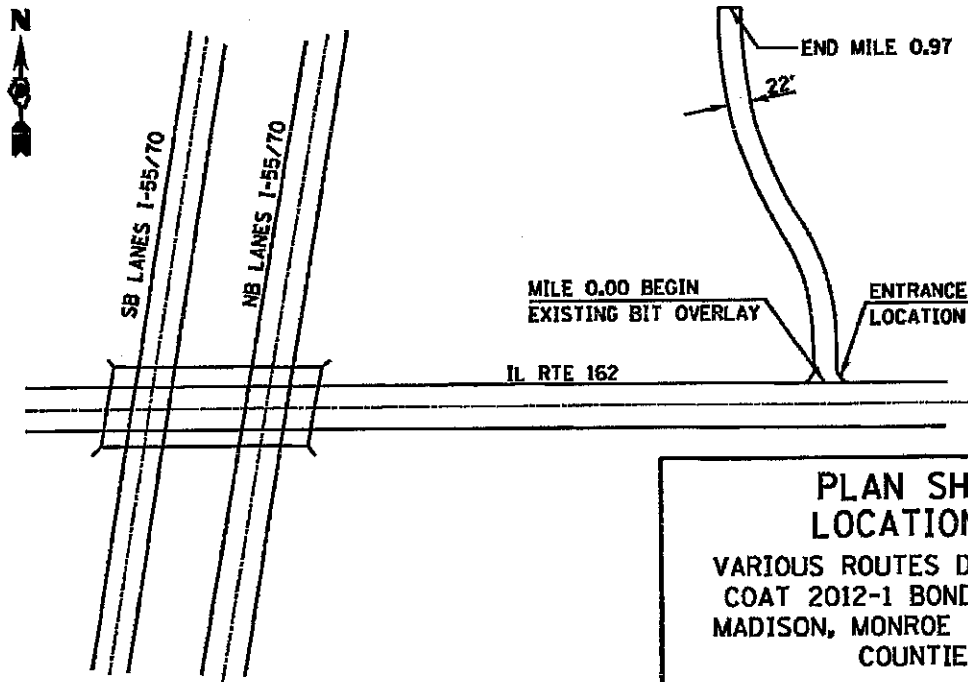 N
END MILE 0.97
22'
SB LANES I-55/70
NB LANES I-55/70
MILE 0.00 BEGIN
EXISTING BIT OVERLAY
ENTRANCE
LOCATION
IL RTE 162
PLAN SH
LOCATION
VARIOUS ROUTES D
COAT 2012-1 BOND
MADISON, MONROE
COUNTIE